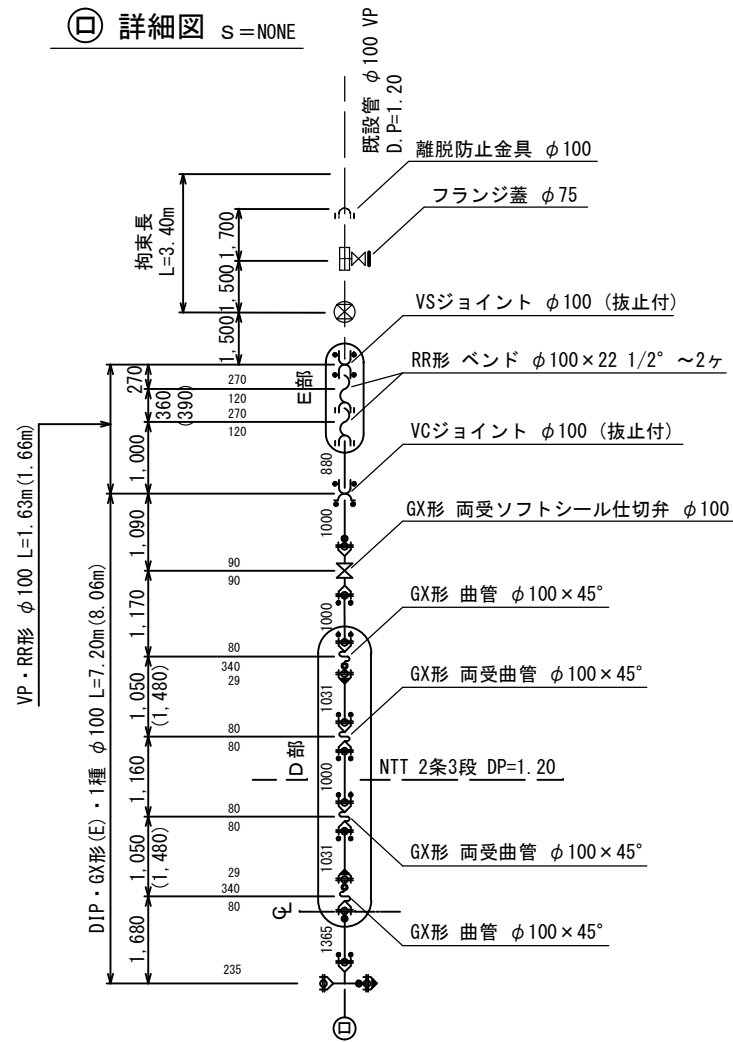 ロ 詳細図 S=NONE
既設管 φ100 VP
D.P=1.20
離脱防止金具 φ100
フランジ蓋 φ75
拘束長
L=3.40m
1,700
1,500
1,500
VSジョイント φ100 (抜止付)
RR形 ベンド φ100×22 1/2° ~2ヶ
E部
270
360
(390)
1,000
270
120
270
120
880
VCジョイント φ100 (抜止付)
VP・RR形 φ100 L=1.63m(1.66m)
GX形 両受ソフトシール仕切弁 φ100
1,090
1000
90
90
1,170
1000
GX形 曲管 φ100×45°
80
340
29
1,050
(1,480)
1031
GX形 両受曲管 φ100×45°
80
80
D部
NTT 2条3段 DP=1.20
1,160
1000
80
80
GX形 両受曲管 φ100×45°
1,050
(1,480)
1031
29
340
80
CL
GX形 曲管 φ100×45°
1,680
1365
235
DIP・GX形(E)・1種 φ100 L=7.20m(8.06m)
ロ